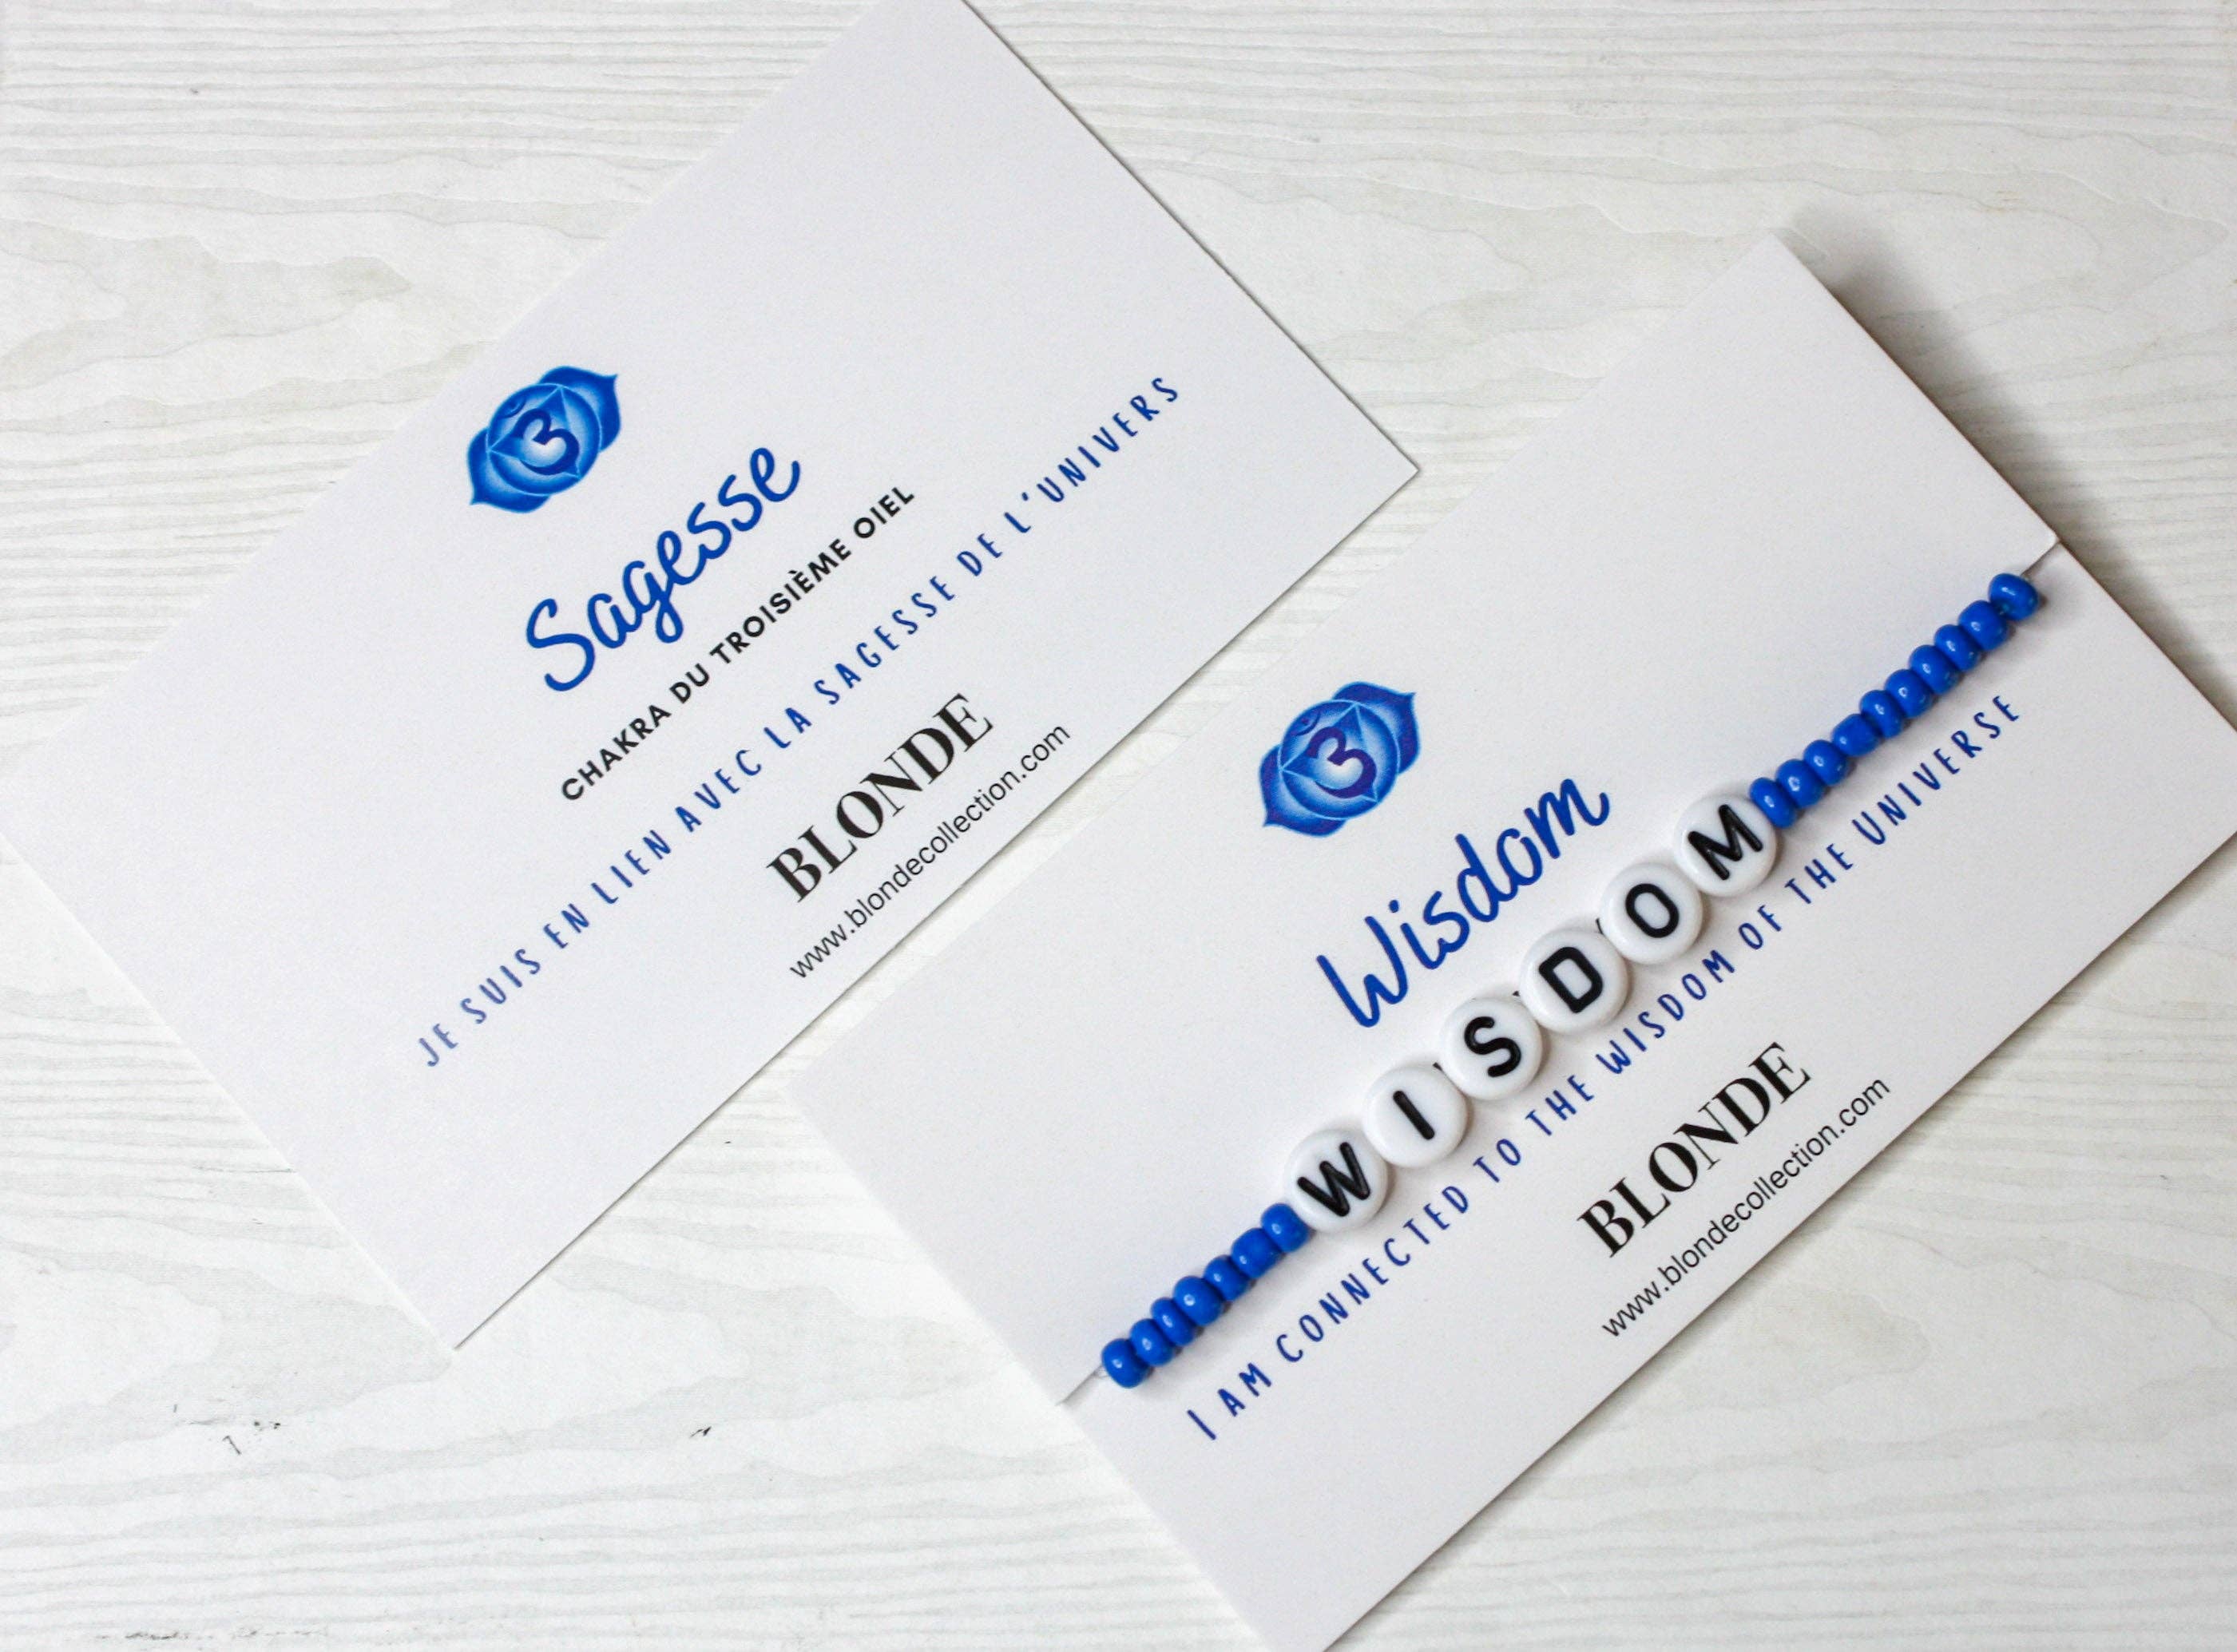 Sagesse
CHAKRA DU TROISIÈME OIEL
JE SUIS EN LIEN AVEC LA SAGESSE DE L'UNIVERS
BLONDE
www.blondecollection.com
Wisdom
WISDOM
I AM CONNECTED TO THE WISDOM OF THE UNIVERSE
BLONDE
www.blondecollection.com